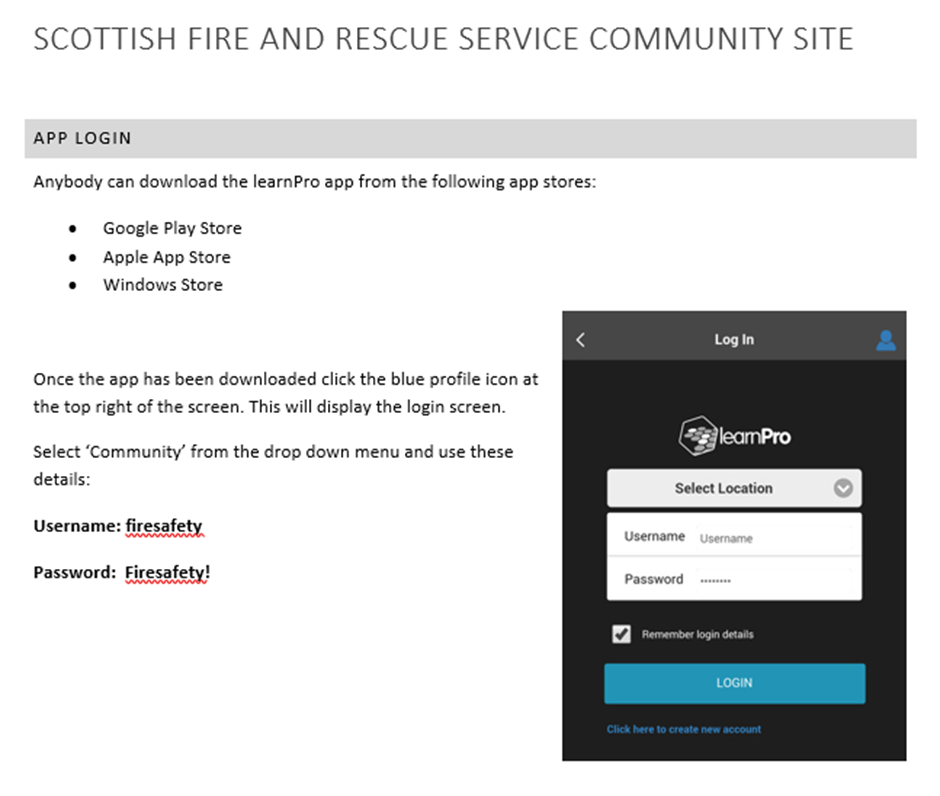 SCOTTISH FIRE AND RESCUE SERVICE COMMUNITY SITE
APP LOGIN
Anybody can download the learnPro app from the following app stores:
• Google Play Store
• Apple App Store
• Windows Store
Once the app has been downloaded click the blue profile icon at
the top right of the screen. This will display the login screen.
Select ‘Community’ from the drop down menu and use these
details:
Username: firesafety
Password: Firesafety!
Log In
learnPro
Select Location
Username Username
Password ········
Remember login details
LOGIN
Click here to create new account